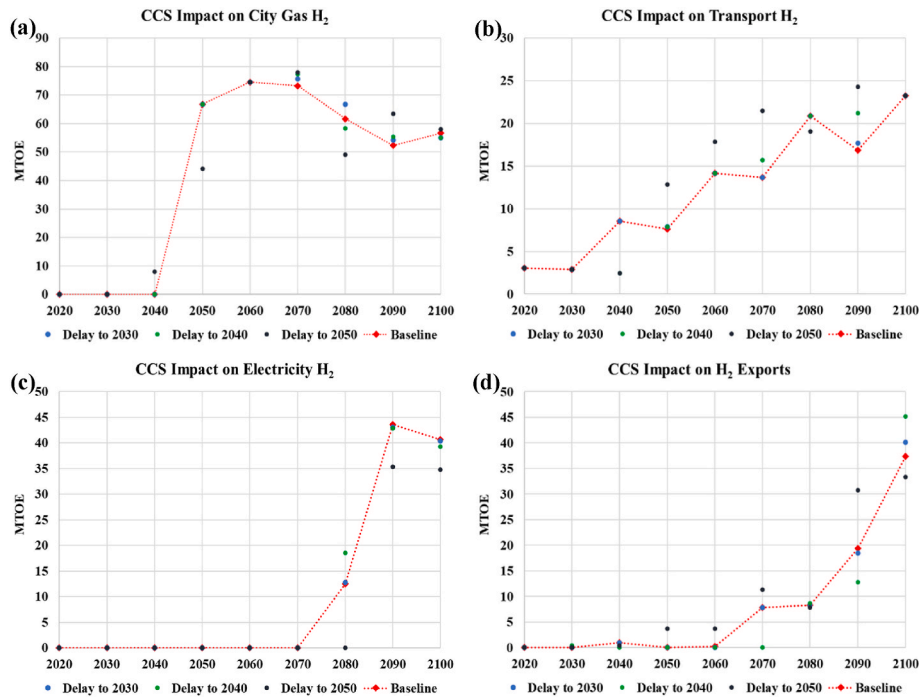 (a) CCS Impact on City Gas H₂
MTOE
90
80
70
60
50
40
30
20
10
0
2020 2030 2040 2050 2060 2070 2080 2090 2100
Delay to 2030 Delay to 2040 Delay to 2050 Baseline
(b) CCS Impact on Transport H₂
MTOE
30
25
20
15
10
5
0
2020 2030 2040 2050 2060 2070 2080 2090 2100
Delay to 2030 Delay to 2040 Delay to 2050 Baseline
(c) CCS Impact on Electricity H₂
MTOE
50
45
40
35
30
25
20
15
10
5
0
2020 2030 2040 2050 2060 2070 2080 2090 2100
Delay to 2030 Delay to 2040 Delay to 2050 Baseline
(d) CCS Impact on H₂ Exports
MTOE
50
45
40
35
30
25
20
15
10
5
0
2020 2030 2040 2050 2060 2070 2080 2090 2100
Delay to 2030 Delay to 2040 Delay to 2050 Baseline